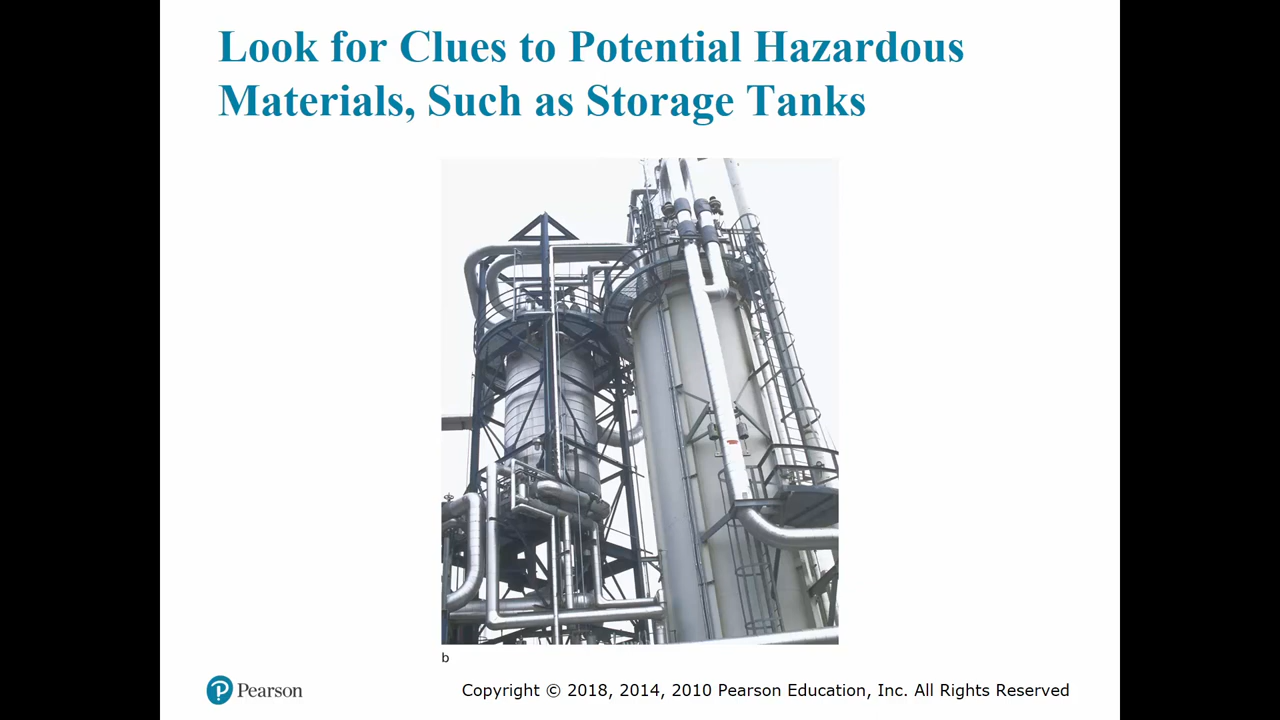 Look for Clues to Potential Hazardous
Materials, Such as Storage Tanks
b
Pearson
Copyright © 2018, 2014, 2010 Pearson Education, Inc. All Rights Reserved